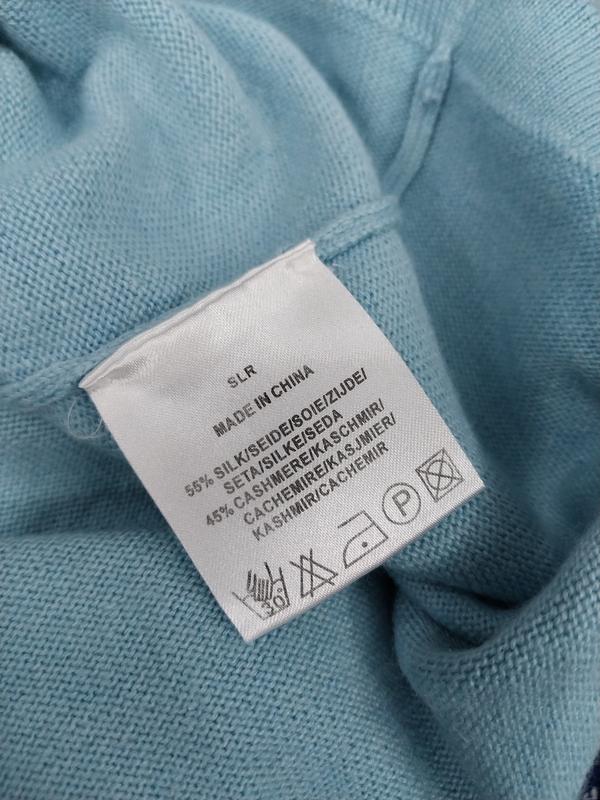 SLR
MADE IN CHINA
55% SILK/SEIDE/SOIE/ZIJDE/
SETA/SILKE/SEDA
45% CASHMERE/KASCHMIR/
CACHEMIRE/KASJMIER/
KASHMIR/CACHEMIR
30°
P